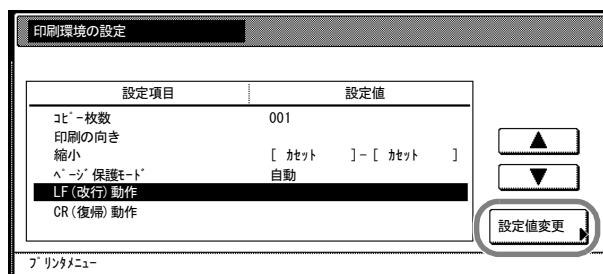 印刷環境の設定
設定項目 設定値
ｺﾋﾟｰ枚数 001
印刷の向き
縮小 [ ｶｾｯﾄ ]-[ ｶｾｯﾄ ]
ﾍﾟｰｼﾞ保護ﾓｰﾄﾞ 自動
LF(改行)動作
CR(復帰)動作
設定値変更
ﾌﾟﾘﾝﾀﾒﾆｭｰ